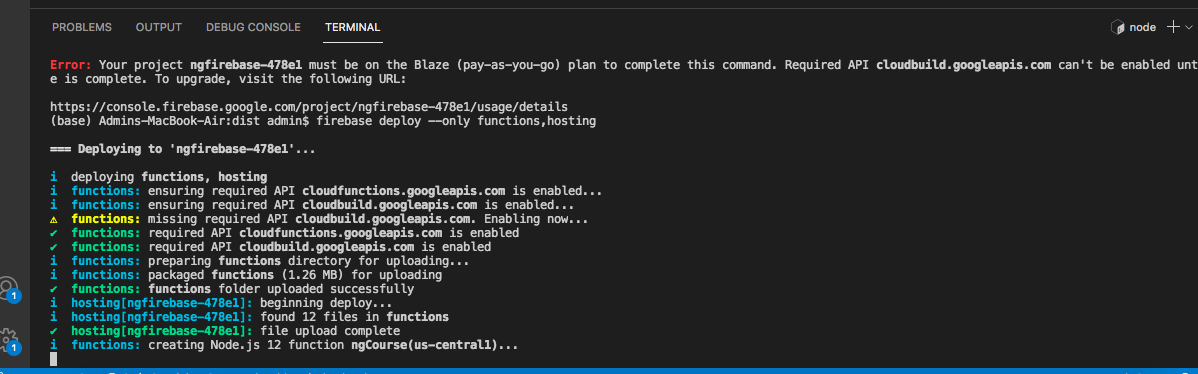 PROBLEMS OUTPUT DEBUG CONSOLE TERMINAL node
Error: Your project ngfirebase-478e1 must be on the Blaze (pay-as-you-go) plan to complete this command. Required API cloudbuild.googleapis.com can't be enabled unt
e is complete. To upgrade, visit the following URL:
https://console.firebase.google.com/project/ngfirebase-478e1/usage/details
(base) Admins-MacBook-Air:dist admin$ firebase deploy --only functions,hosting
=== Deploying to 'ngfirebase-478e1'...
i deploying functions, hosting
i functions: ensuring required API cloudfunctions.googleapis.com is enabled...
i functions: ensuring required API cloudbuild.googleapis.com is enabled...
⚠ functions: missing required API cloudbuild.googleapis.com. Enabling now...
✔ functions: required API cloudfunctions.googleapis.com is enabled
✔ functions: required API cloudbuild.googleapis.com is enabled
i functions: preparing functions directory for uploading...
i functions: packaged functions (1.26 MB) for uploading
✔ functions: functions folder uploaded successfully
i hosting[ngfirebase-478e1]: beginning deploy...
i hosting[ngfirebase-478e1]: found 12 files in functions
✔ hosting[ngfirebase-478e1]: file upload complete
i functions: creating Node.js 12 function ngCourse(us-central1)...
1
1